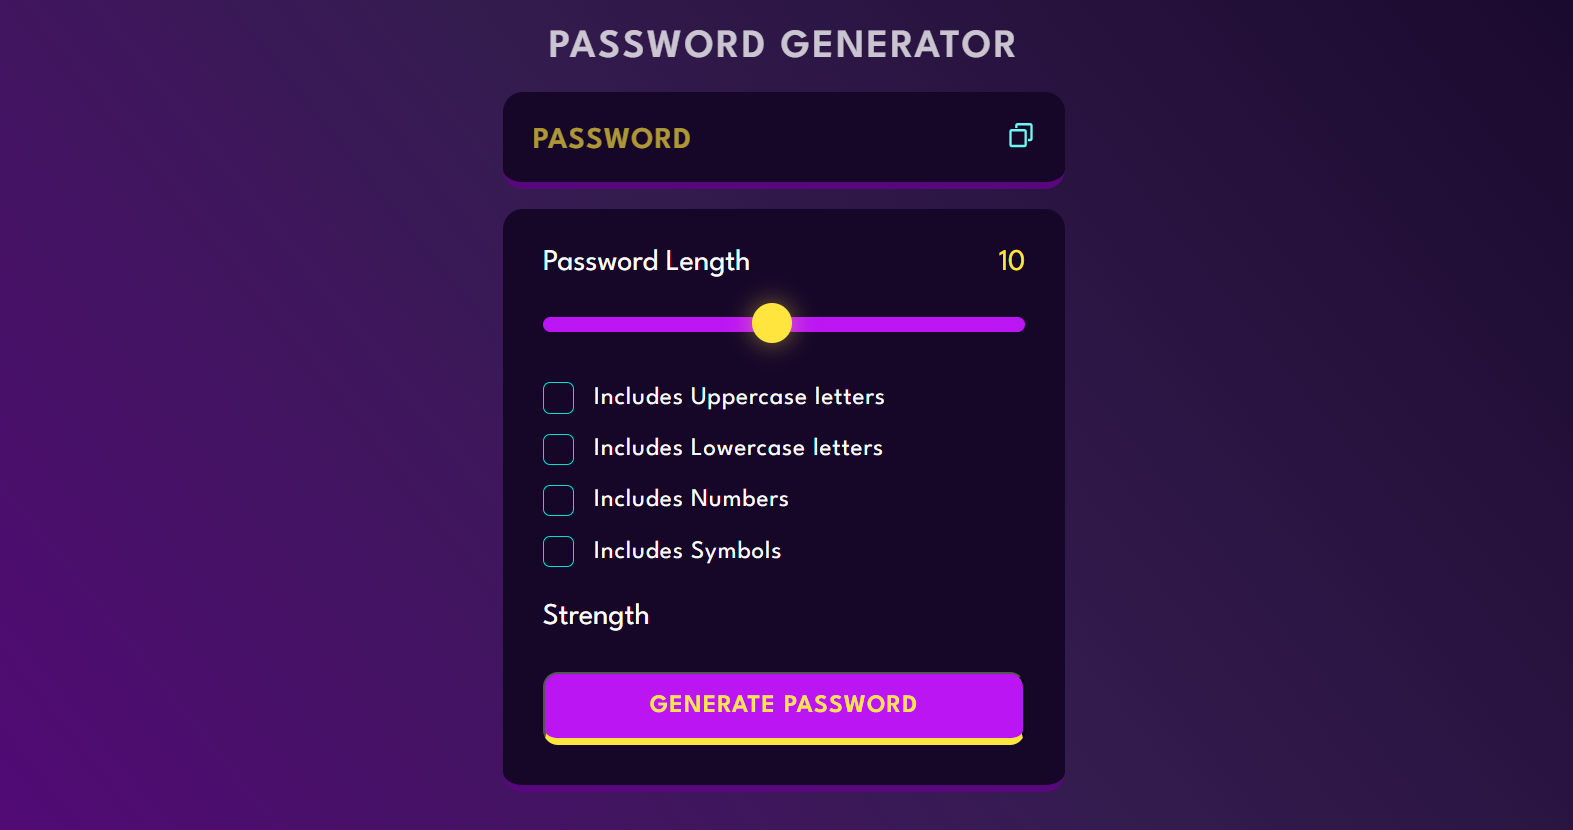 PASSWORD GENERATOR
PASSWORD
Password Length 10
Includes Uppercase letters
Includes Lowercase letters
Includes Numbers
Includes Symbols
Strength
GENERATE PASSWORD